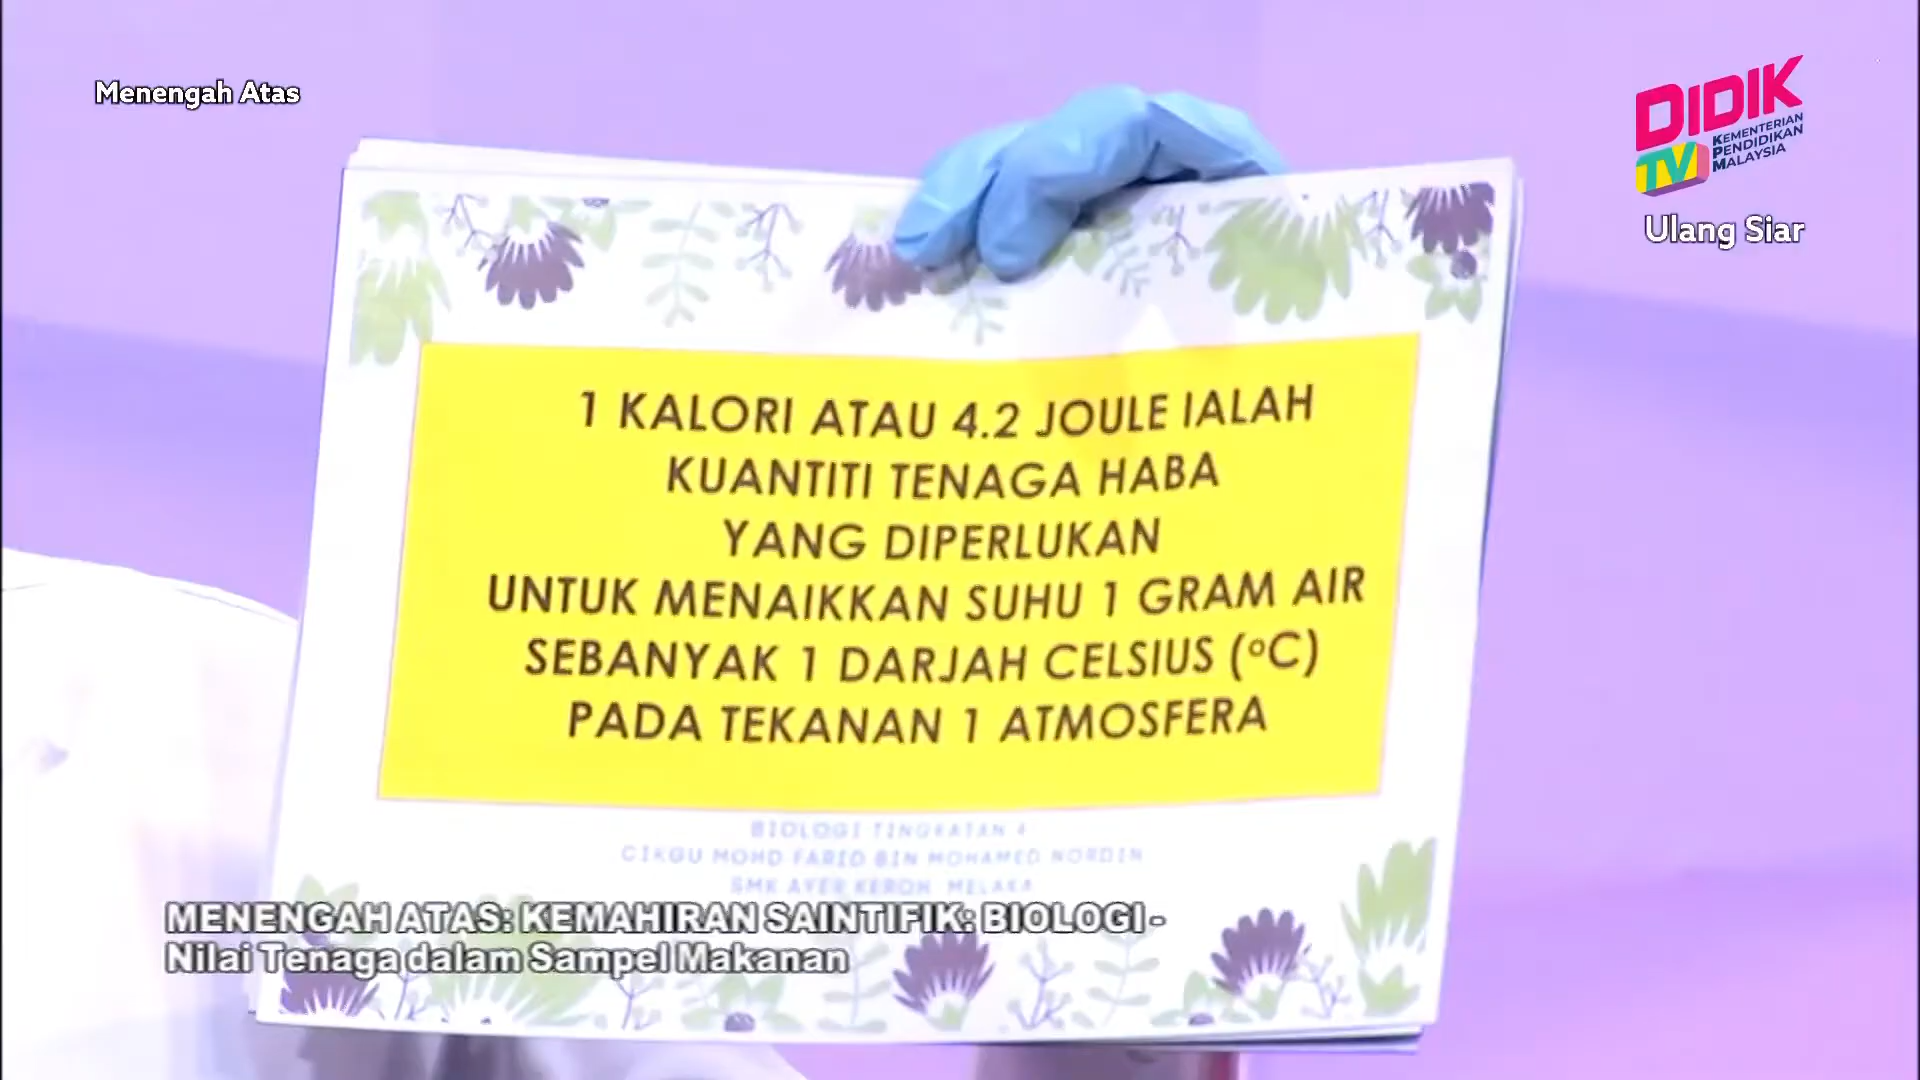 Menengah Atas
DIDIK
TV
KEMENTERIAN
PENDIDIKAN
MALAYSIA
Ulang Siar
1 KALORI ATAU 4.2 JOULE IALAH
KUANTITI TENAGA HABA
YANG DIPERLUKAN
UNTUK MENAIKKAN SUHU 1 GRAM AIR
SEBANYAK 1 DARJAH CELSIUS (°C)
PADA TEKANAN 1 ATMOSFERA
BIOLOGI TINGKATAN 4
CIKGU MOHD FARID BIN MOHAMED NORDIN
SMK AYER KEROH, MELAKA
MENENGAH ATAS: KEMAHIRAN SAINTIFIK: BIOLOGI -
Nilai Tenaga dalam Sampel Makanan